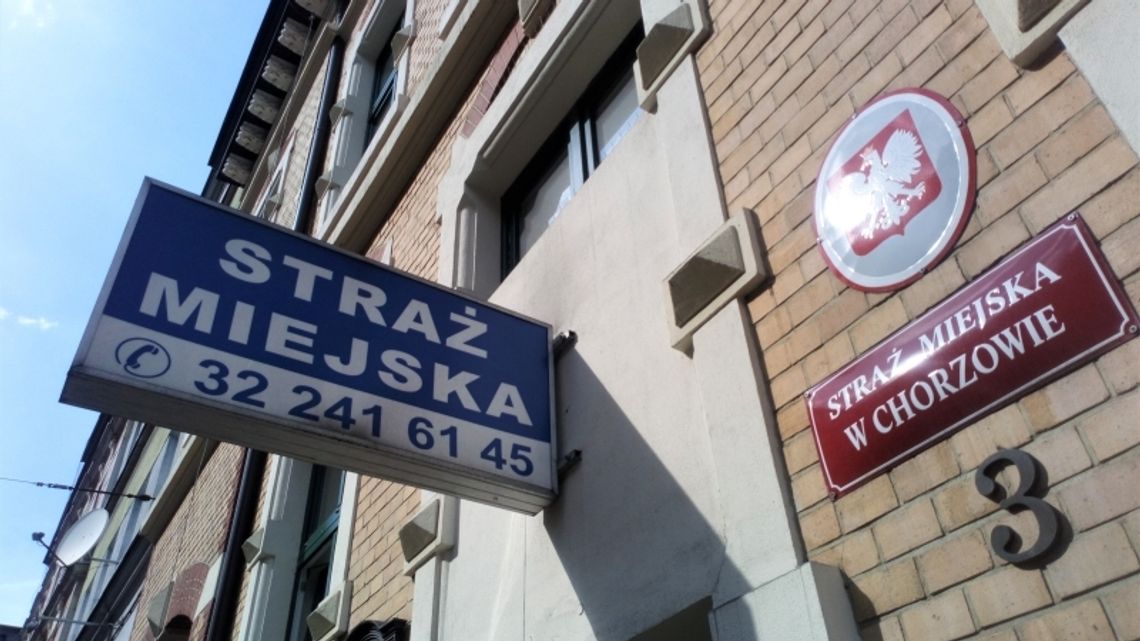 STRAŻ
MIEJSKA
32 241 61 45
STRAŻ MIEJSKA
W CHORZOWIE
3